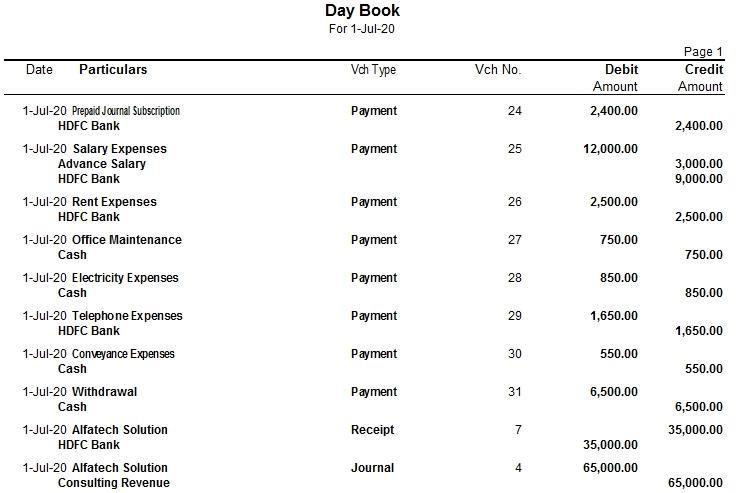 Day Book
For 1-Jul-20
Page 1
Date Particulars Vch Type Vch No. Debit Credit
Amount Amount
1-Jul-20 Prepaid Journal Subscription Payment 24 2,400.00
HDFC Bank 2,400.00
1-Jul-20 Salary Expenses Payment 25 12,000.00
Advance Salary 3,000.00
HDFC Bank 9,000.00
1-Jul-20 Rent Expenses Payment 26 2,500.00
HDFC Bank 2,500.00
1-Jul-20 Office Maintenance Payment 27 750.00
Cash 750.00
1-Jul-20 Electricity Expenses Payment 28 850.00
Cash 850.00
1-Jul-20 Telephone Expenses Payment 29 1,650.00
HDFC Bank 1,650.00
1-Jul-20 Conveyance Expenses Payment 30 550.00
Cash 550.00
1-Jul-20 Withdrawal Payment 31 6,500.00
Cash 6,500.00
1-Jul-20 Alfatech Solution Receipt 7 35,000.00
HDFC Bank 35,000.00
1-Jul-20 Alfatech Solution Journal 4 65,000.00
Consulting Revenue 65,000.00